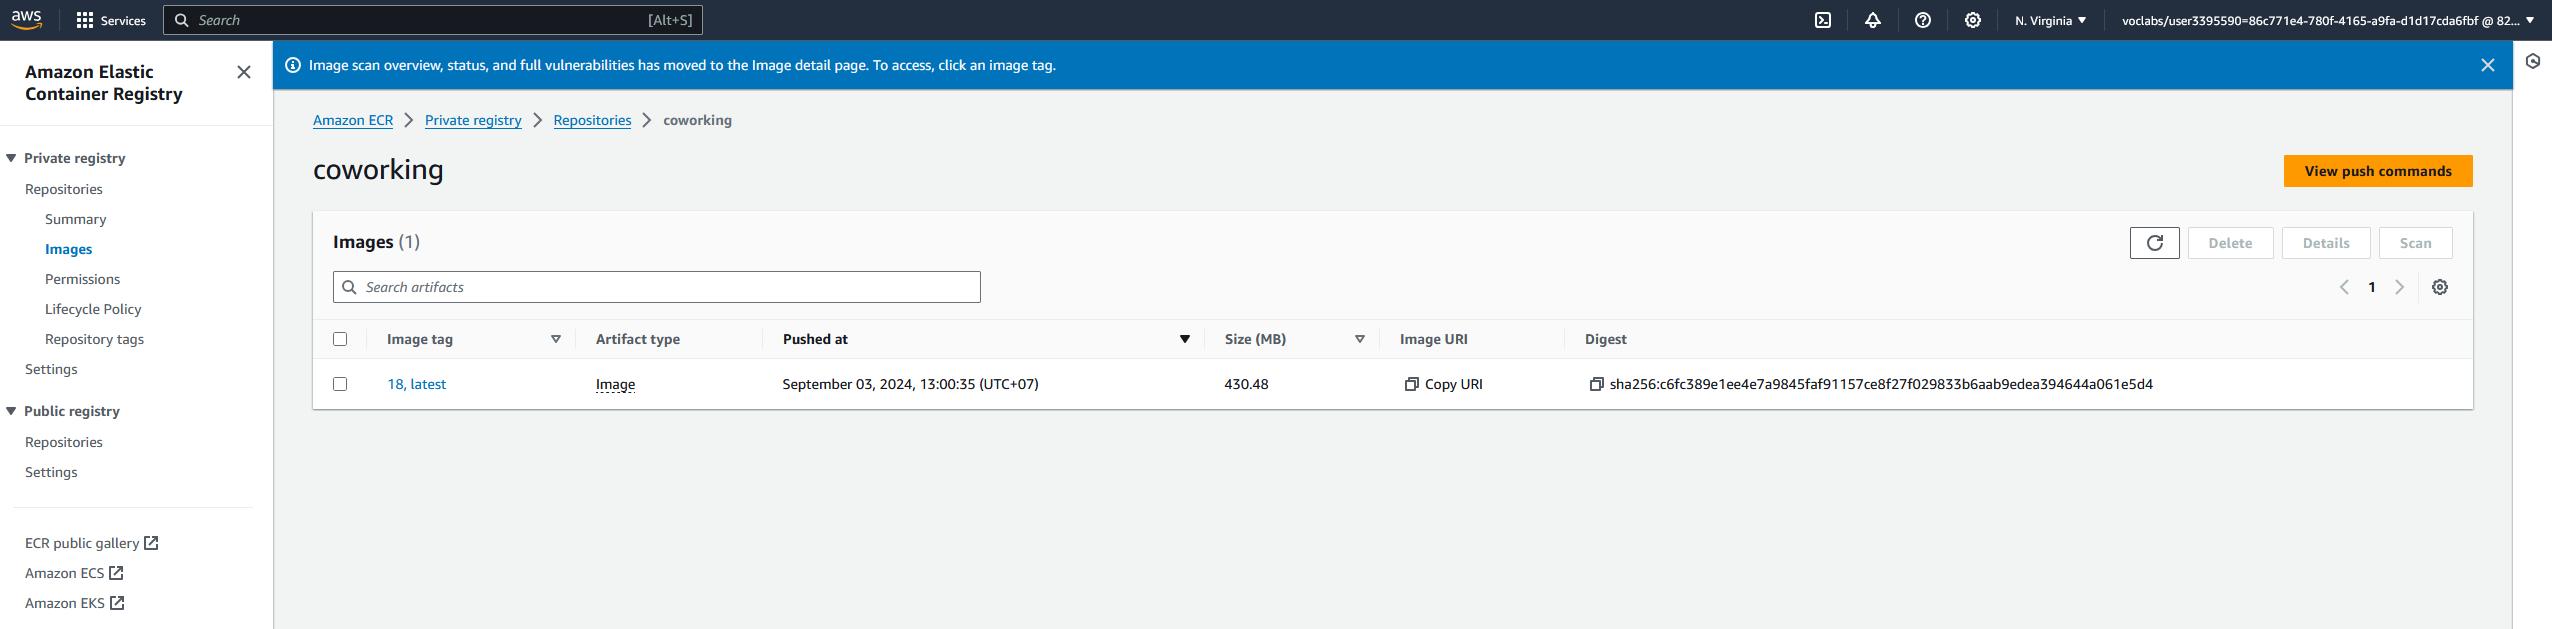 aws Services Search [Alt+S] N. Virginia voclabs/user3395590=86c771e4-780f-4165-a9fa-d1d17cda6fbf @ 82...
Amazon Elastic
Container Registry
Private registry
Repositories
Summary
Images
Permissions
Lifecycle Policy
Repository tags
Settings
Public registry
Repositories
Settings
ECR public gallery
Amazon ECS
Amazon EKS
Image scan overview, status, and full vulnerabilities has moved to the Image detail page. To access, click an image tag.
Amazon ECR Private registry Repositories coworking
coworking View push commands
Images (1) Delete Details Scan
Search artifacts 1
Image tag Artifact type Pushed at Size (MB) Image URI Digest
18, latest Image September 03, 2024, 13:00:35 (UTC+07) 430.48 Copy URI sha256:c6fc389e1ee4e7a9845faf91157ce8f27f029833b6aab9edea394644a061e5d4